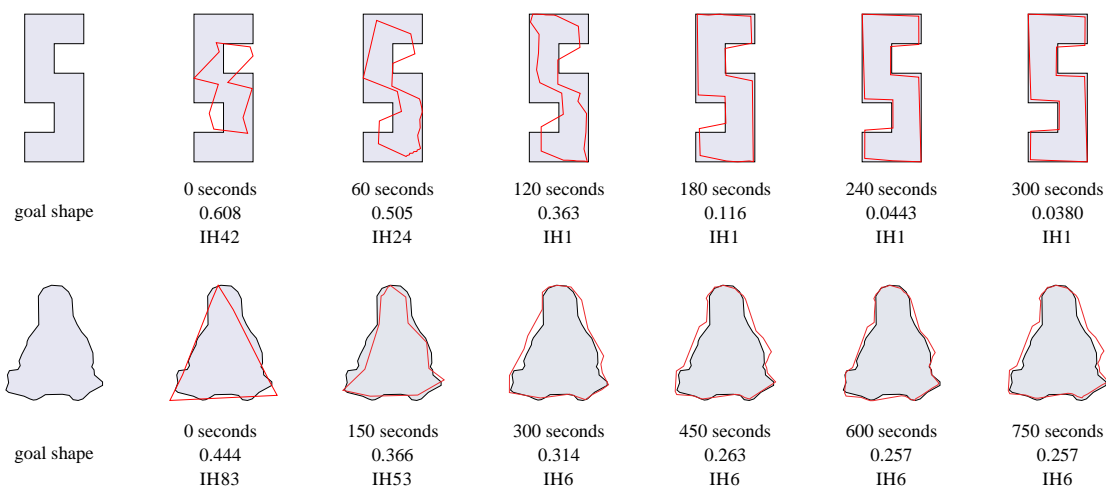 goal shape
0 seconds
0.608
IH42
60 seconds
0.505
IH24
120 seconds
0.363
IH1
180 seconds
0.116
IH1
240 seconds
0.0443
IH1
300 seconds
0.0380
IH1
goal shape
0 seconds
0.444
IH83
150 seconds
0.366
IH53
300 seconds
0.314
IH6
450 seconds
0.263
IH6
600 seconds
0.257
IH6
750 seconds
0.257
IH6